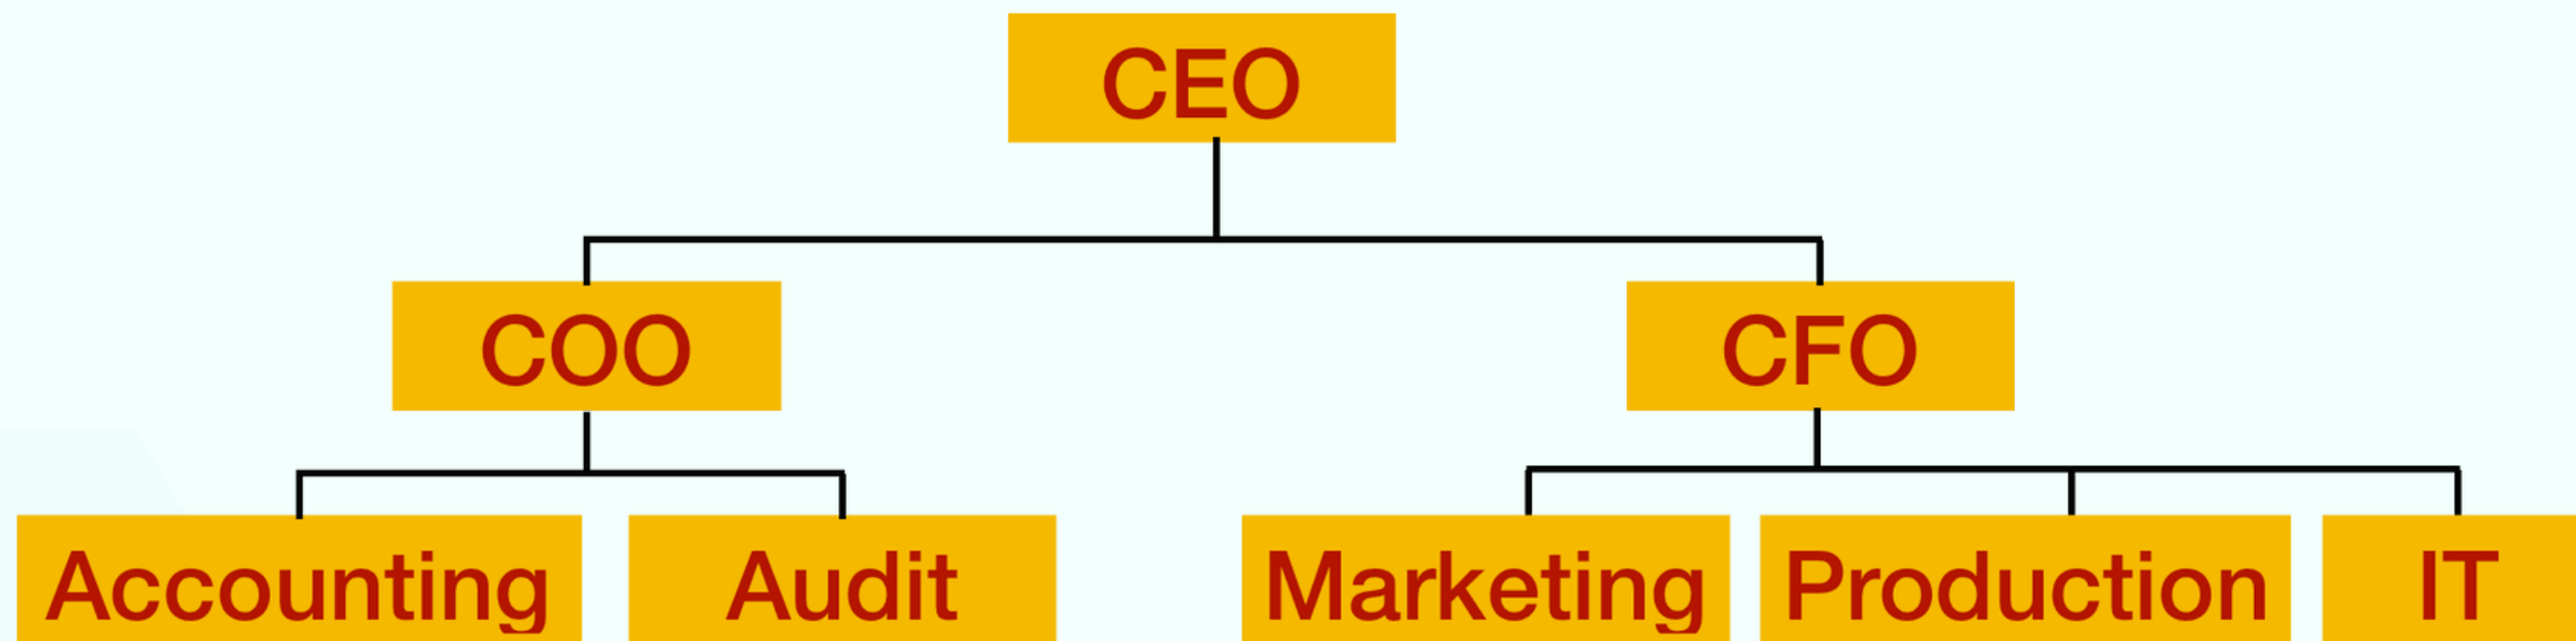 CEO
COO
CFO
Accounting
Audit
Marketing
Production
IT